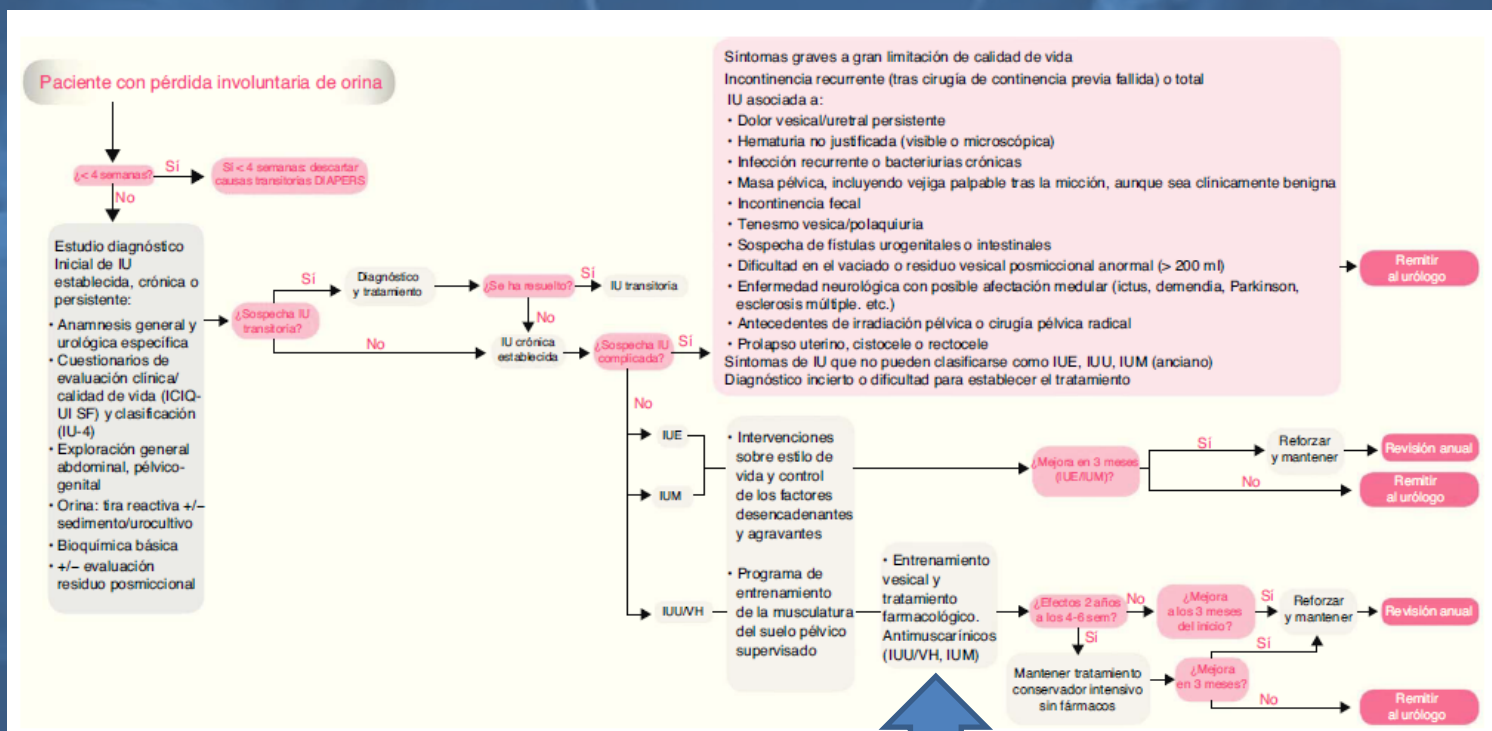 Paciente con pérdida involuntaria de orina
¿< 4 semanas?
Sí
Sí < 4 semanas: descartar
causas transitorias DIAPERS
No
Estudio diagnóstico
Inicial de IU
establecida, crónica o
persistente:
• Anamnesis general y
urológica específica
• Cuestionarios de
evaluación clínica/
calidad de vida (ICIQ-
UI SF) y clasificación
(IU-4)
• Exploración general
abdominal, pélvico-
genital
• Orina: tira reactiva +/–
sedimento/urocultivo
• Bioquímica básica
• +/– evaluación
residuo posmiccional
¿Sospecha IU
transitoria?
Sí
Diagnóstico
y tratamiento
¿Se ha resuelto?
Sí
IU transitoria
No
No
IU crónica
establecida
¿Sospecha IU
complicada?
Sí
Síntomas graves a gran limitación de calidad de vida
Incontinencia recurrente (tras cirugía de continencia previa fallida) o total
IU asociada a:
• Dolor vesical/uretral persistente
• Hematuria no justificada (visible o microscópica)
• Infección recurrente o bacteriurias crónicas
• Masa pélvica, incluyendo vejiga palpable tras la micción, aunque sea clínicamente benigna
• Incontinencia fecal
• Tenesmo vesica/polaquiuria
• Sospecha de fístulas urogenitales o intestinales
• Dificultad en el vaciado o residuo vesical posmiccional anormal (> 200 ml)
• Enfermedad neurológica con posible afectación medular (ictus, demendia, Parkinson,
esclerosis múltiple. etc.)
• Antecedentes de irradiación pélvica o cirugía pélvica radical
• Prolapso uterino, cistocele o rectocele
Síntomas de IU que no pueden clasificarse como IUE, IUU, IUM (anciano)
Diagnóstico incierto o dificultad para establecer el tratamiento
Remitir
al urólogo
No
IUE
IUM
IUU/VH
• Intervenciones
sobre estilo de
vida y control
de los factores
desencadenantes
y agravantes
• Programa de
entrenamiento
de la musculatura
del suelo pélvico
supervisado
¿Mejora en 3 meses
(IUE/IUM)?
Sí
Reforzar
y mantener
Revisión anual
No
Remitir
al urólogo
• Entrenamiento
vesical y
tratamiento
farmacológico.
Antimuscarínicos
(IUU/VH, IUM)
¿Efectos 2 años
a los 4-6 sem?
No
¿Mejora
a los 3 meses
del inicio?
Sí
Reforzar
y mantener
Revisión anual
Sí
Mantener tratamiento
conservador intensivo
sin fármacos
¿Mejora
en 3 meses?
Sí
No
Remitir
al urólogo